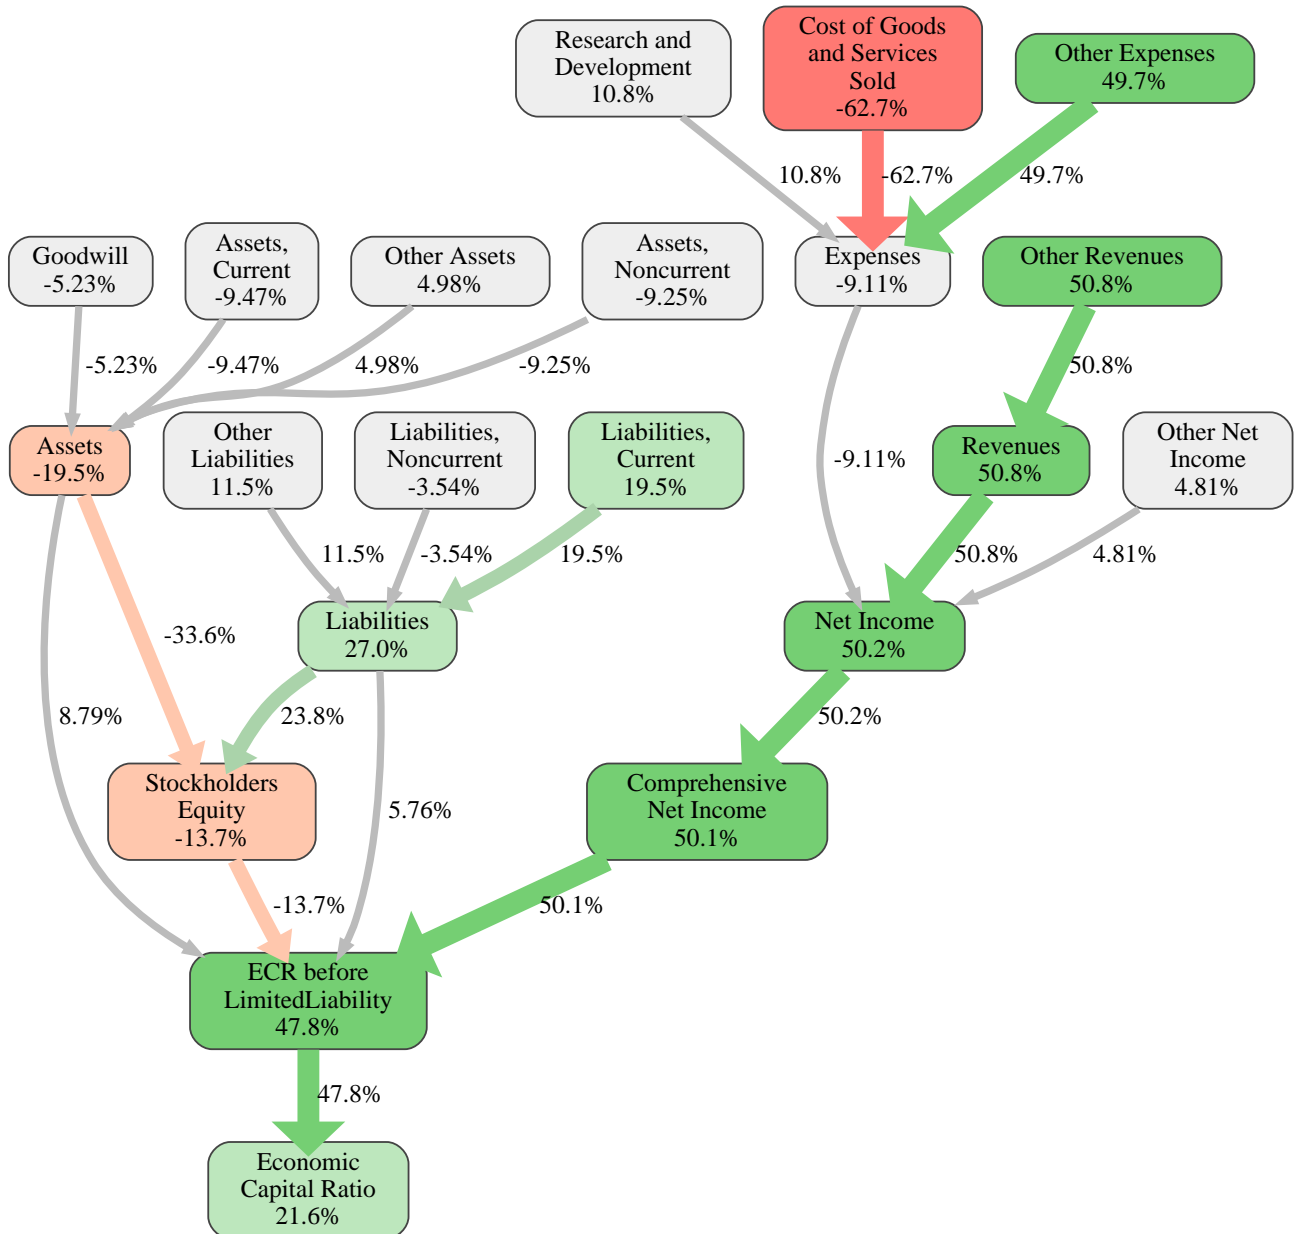 Research and
Development
10.8%
Cost of Goods
and Services
Sold
-62.7%
Other Expenses
49.7%
10.8%
-62.7%
49.7%
Goodwill
-5.23%
Assets,
Current
-9.47%
Other Assets
4.98%
Assets,
Noncurrent
-9.25%
Expenses
-9.11%
Other Revenues
50.8%
-5.23%
-9.47%
4.98%
-9.25%
50.8%
Assets
-19.5%
Other
Liabilities
11.5%
Liabilities,
Noncurrent
-3.54%
Liabilities,
Current
19.5%
-9.11%
Revenues
50.8%
Other Net
Income
4.81%
11.5%
-3.54%
19.5%
50.8%
4.81%
-33.6%
Liabilities
27.0%
Net Income
50.2%
8.79%
23.8%
50.2%
Stockholders
Equity
-13.7%
5.76%
Comprehensive
Net Income
50.1%
-13.7%
50.1%
ECR before
LimitedLiability
47.8%
47.8%
Economic
Capital Ratio
21.6%